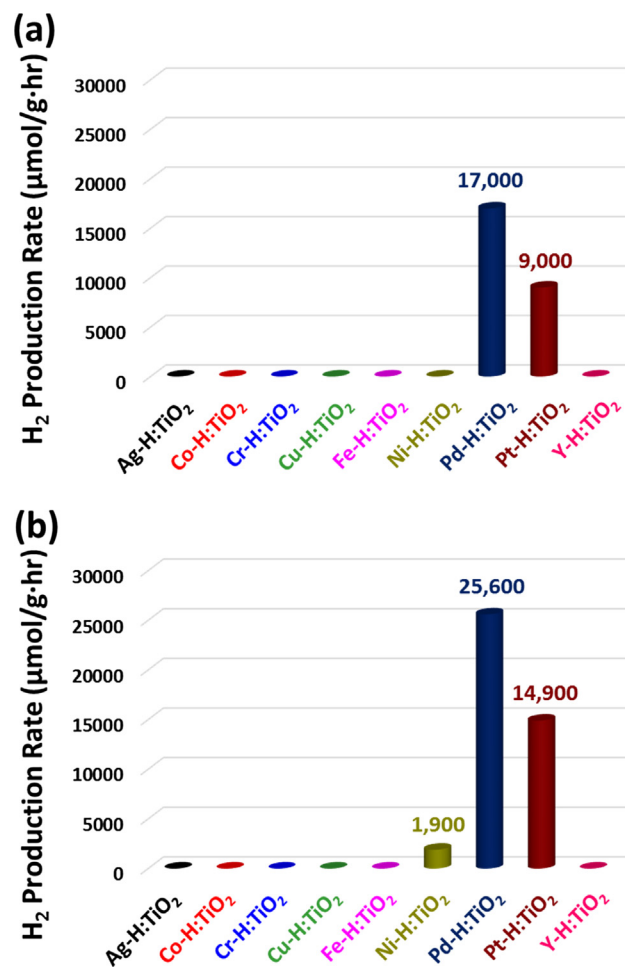 (a)
H₂ Production Rate (μmol/g·hr)
30000
25000
20000
15000
10000
5000
0
17,000
9,000
Ag-H:TiO₂
Co-H:TiO₂
Cr-H:TiO₂
Cu-H:TiO₂
Fe-H:TiO₂
Ni-H:TiO₂
Pd-H:TiO₂
Pt-H:TiO₂
Y-H:TiO₂
(b)
H₂ Production Rate (μmol/g·hr)
30000
25000
20000
15000
10000
5000
0
1,900
25,600
14,900
Ag-H:TiO₂
Co-H:TiO₂
Cr-H:TiO₂
Cu-H:TiO₂
Fe-H:TiO₂
Ni-H:TiO₂
Pd-H:TiO₂
Pt-H:TiO₂
Y-H:TiO₂